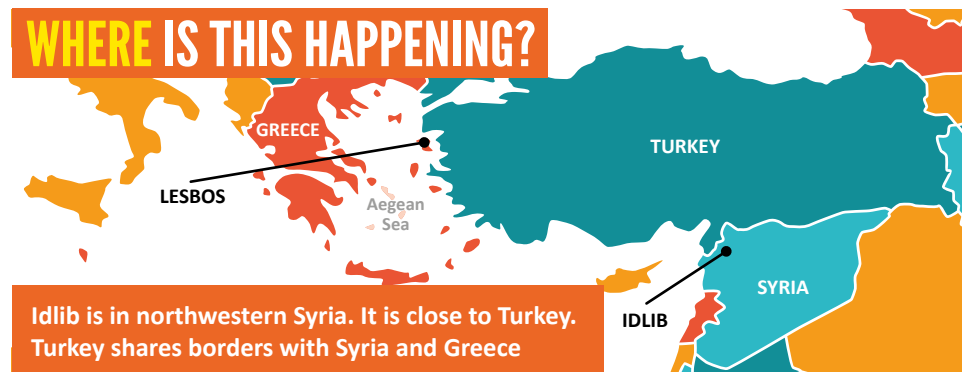 WHERE IS THIS HAPPENING?
GREECE
TURKEY
LESBOS
Aegean
Sea
SYRIA
IDLIB
Idlib is in northwestern Syria. It is close to Turkey.
Turkey shares borders with Syria and Greece